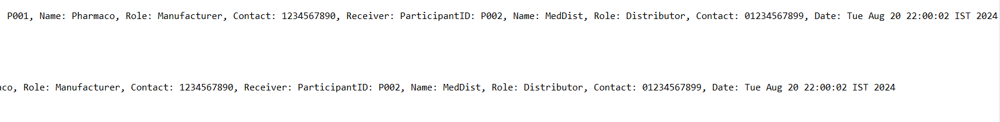 P001, Name: Pharmaco, Role: Manufacturer, Contact: 1234567890, Receiver: ParticipantID: P002, Name: MedDist, Role: Distributor, Contact: 01234567899, Date: Tue Aug 20 22:00:02 IST 2024
aco, Role: Manufacturer, Contact: 1234567890, Receiver: ParticipantID: P002, Name: MedDist, Role: Distributor, Contact: 01234567899, Date: Tue Aug 20 22:00:02 IST 2024